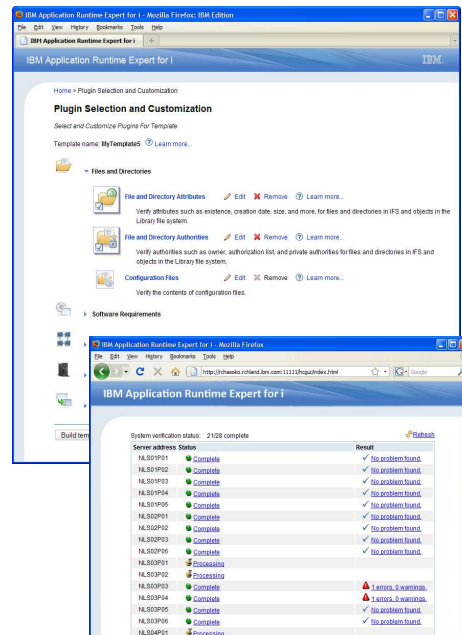 IBM Application Runtime Expert for i - Mozilla Firefox: IBM Edition
File Edit View History Bookmarks Tools Help
IBM Application Runtime Expert for i
IBM Application Runtime Expert for i IBM.
Home > Plugin Selection and Customization
Plugin Selection and Customization
Select and Customize Plugins For Template
Template name: MyTemplate5 Learn more...
Files and Directories
File and Directory Attributes Edit Remove Learn more...
Verify attributes such as existence, creation date, size, and more, for files and directories in IFS and objects in the
Library file system.
File and Directory Authorities Edit Remove Learn more...
Verify authorities such as owner, authorization list, and private authorities for files and directories in IFS and
objects in the Library file system.
Configuration Files Edit Remove Learn more...
Verify the contents of configuration files.
Software Requirements
Build tem
IBM Application Runtime Expert for i - Mozilla Firefox
File Edit View History Bookmarks Tools Help
http://rchasoko.rchland.ibm.com:11111/hcgui/index.html Google
IBM Application Runtime Expert for i
System verification status: 21/28 complete Refresh
Server address Status Result
NLS01P01 Complete No problem found.
NLS01P02 Complete No problem found.
NLS01P03 Complete No problem found.
NLS01P04 Complete No problem found.
NLS01P05 Complete No problem found.
NLS02P01 Complete No problem found.
NLS02P02 Complete No problem found.
NLS02P03 Complete No problem found.
NLS02P06 Complete No problem found.
NLS03P01 Processing
NLS03P02 Processing
NLS03P03 Complete 1 errors, 0 warnings.
NLS03P04 Complete 1 errors, 0 warnings.
NLS03P05 Complete No problem found.
NLS03P06 Complete No problem found.
NLS04P01 Processing